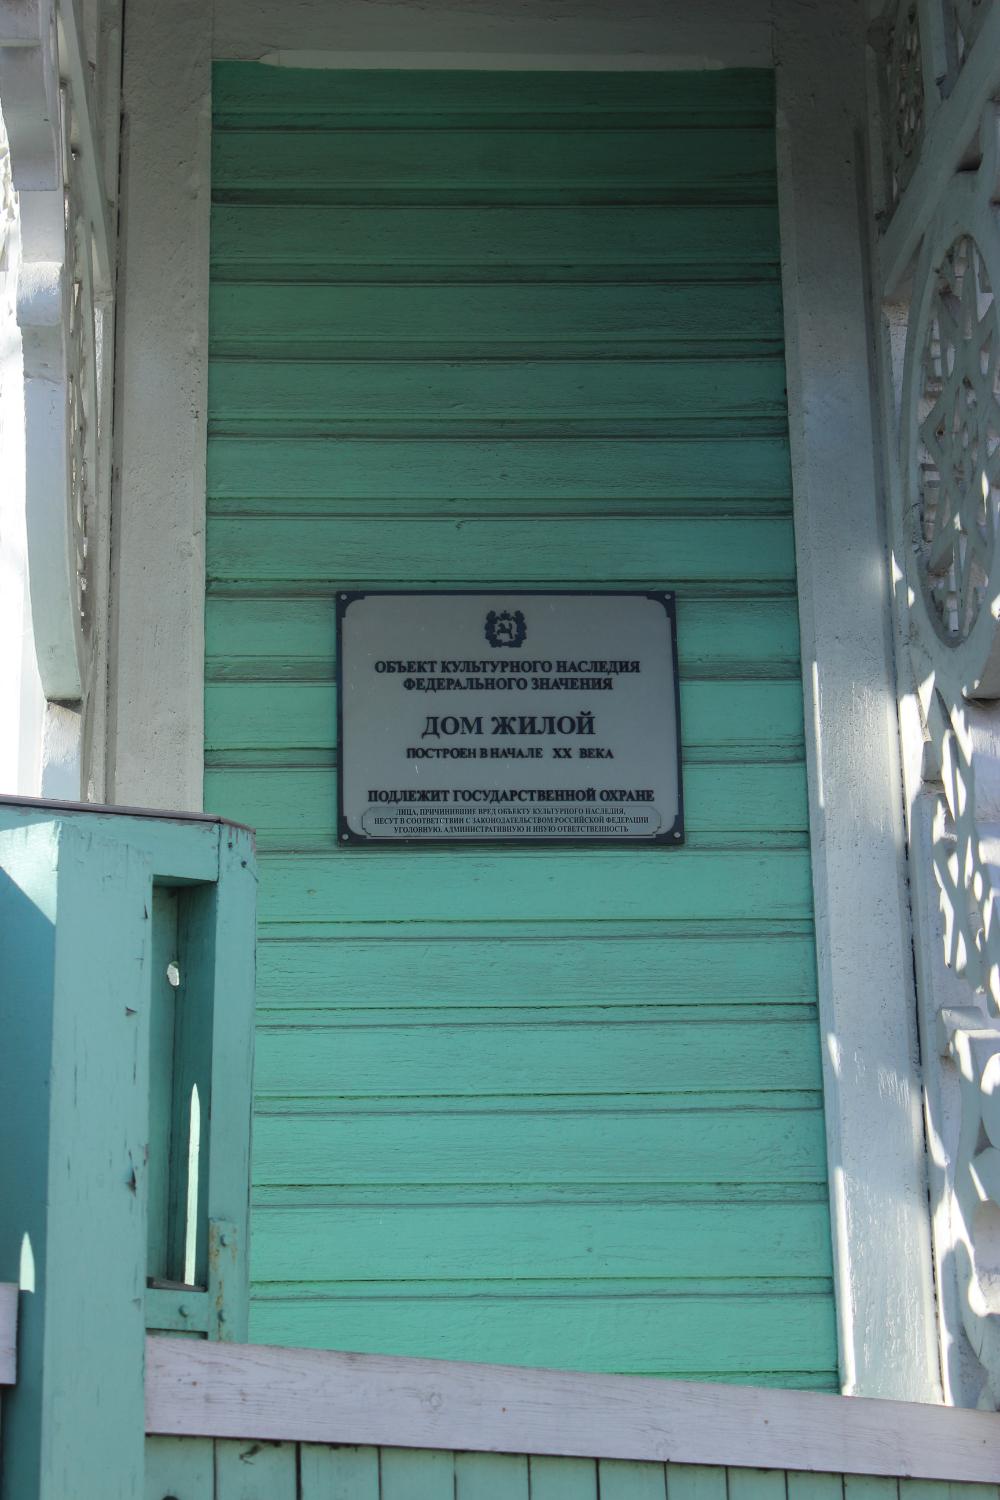 ОБЪЕКТ КУЛЬТУРНОГО НАСЛЕДИЯ
ФЕДЕРАЛЬНОГО ЗНАЧЕНИЯ
ДОМ ЖИЛОЙ
ПОСТРОЕН В НАЧАЛЕ XX ВЕКА
ПОДЛЕЖИТ ГОСУДАРСТВЕННОЙ ОХРАНЕ
ЛИЦА, ПРИЧИНИВШИЕ ВРЕД ОБЪЕКТУ КУЛЬТУРНОГО НАСЛЕДИЯ,
НЕСУТ В СООТВЕТСТВИИ С ЗАКОНОДАТЕЛЬСТВОМ РОССИЙСКОЙ ФЕДЕРАЦИИ
УГОЛОВНУЮ, АДМИНИСТРАТИВНУЮ И ИНУЮ ОТВЕТСТВЕННОСТЬ